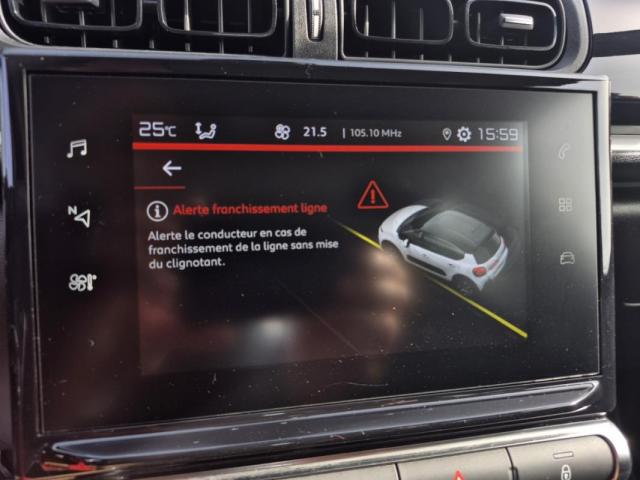 25°C 21.5 | 105.10 MHz 15:59
Alerte franchissement ligne
Alerte le conducteur en cas de
franchissement de la ligne sans mise
du clignotant.
N